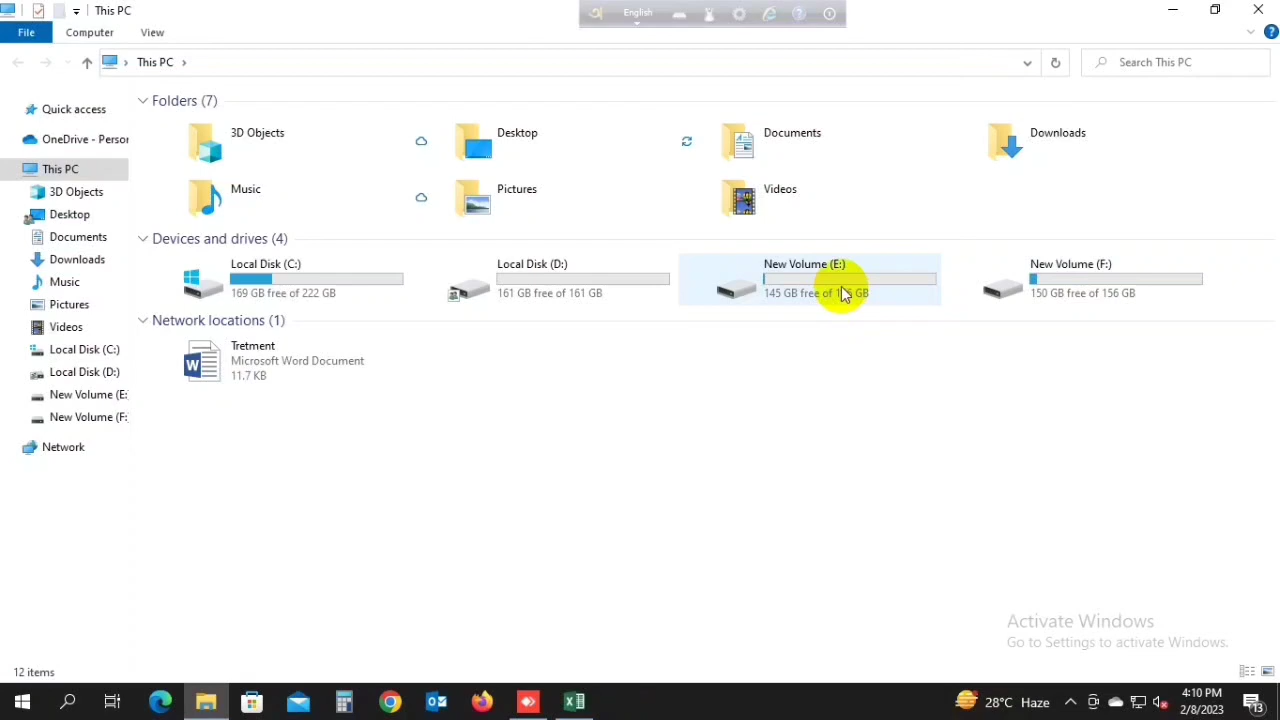 This PC
English
File Computer View
This PC
Search This PC
Quick access
OneDrive - Persor
This PC
3D Objects
Desktop
Documents
Downloads
Music
Pictures
Videos
Local Disk (C:)
Local Disk (D:)
New Volume (E:
New Volume (F:
Network
Folders (7)
3D Objects Desktop Documents Downloads
Music Pictures Videos
Devices and drives (4)
Local Disk (C:) Local Disk (D:) New Volume (E:) New Volume (F:)
169 GB free of 222 GB 161 GB free of 161 GB 145 GB free of GB 150 GB free of 156 GB
Network locations (1)
Tretment
Microsoft Word Document
11.7 KB
Activate Windows
Go to Settings to activate Windows.
12 items
28°C Haze
4:10 PM
2/8/2023
13